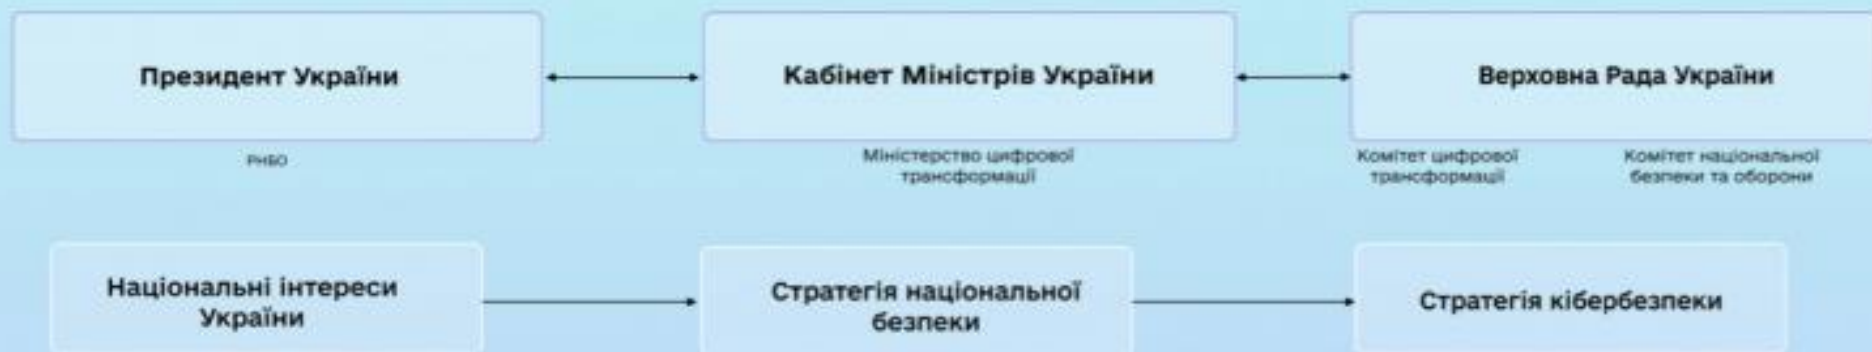 Президент України
Кабінет Міністрів України
Верховна Рада України
РНБО
Міністерство цифрової
трансформації
Комітет цифрової
трансформації
Комітет національної
безпеки та оборони
Національні інтереси
України
Стратегія національної
безпеки
Стратегія кібербезпеки